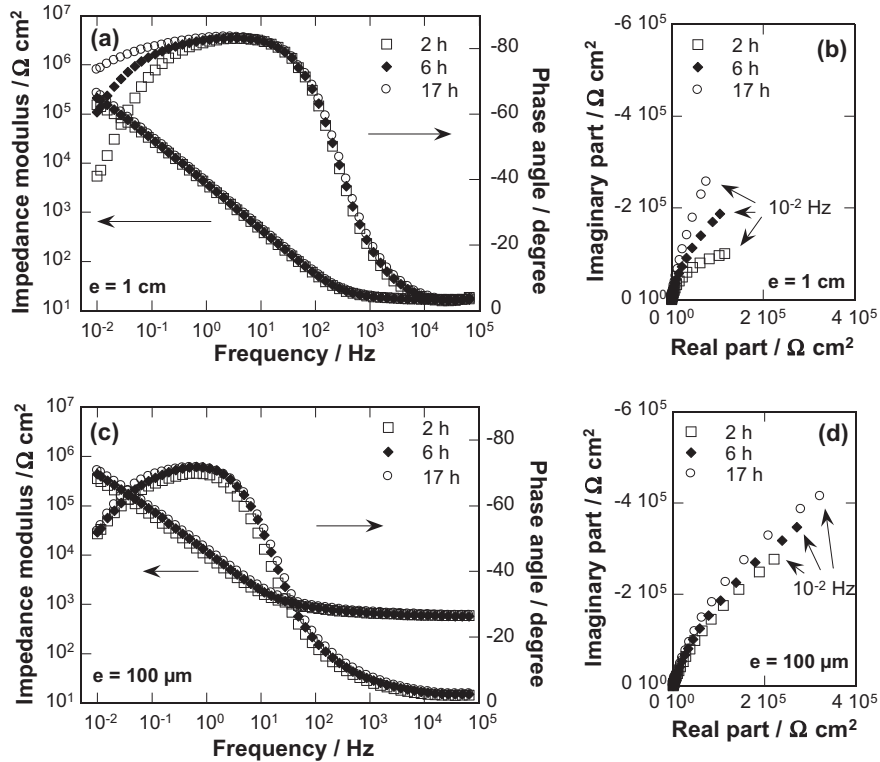 (a)
Impedance modulus / Ω cm²
10⁷
10⁶
10⁵
10⁴
10³
10²
10¹
2 h
6 h
17 h
e = 1 cm
-80
-60
-40
-20
0
Phase angle / degree
10⁻² 10⁻¹ 10⁰ 10¹ 10² 10³ 10⁴ 10⁵
Frequency / Hz
(b)
Imaginary part / Ω cm²
-6 10⁵
-4 10⁵
-2 10⁵
0 10⁰
2 h
6 h
17 h
10⁻² Hz
e = 1 cm
0 10⁰ 2 10⁵ 4 10⁵
Real part / Ω cm²
(c)
Impedance modulus / Ω cm²
10⁷
10⁶
10⁵
10⁴
10³
10²
10¹
2 h
6 h
17 h
e = 100 µm
-80
-60
-40
-20
0
Phase angle / degree
10⁻² 10⁻¹ 10⁰ 10¹ 10² 10³ 10⁴ 10⁵
Frequency / Hz
(d)
Imaginary part / Ω cm²
-6 10⁵
-4 10⁵
-2 10⁵
0 10⁰
2 h
6 h
17 h
10⁻² Hz
e = 100 µm
0 10⁰ 2 10⁵ 4 10⁵
Real part / Ω cm²